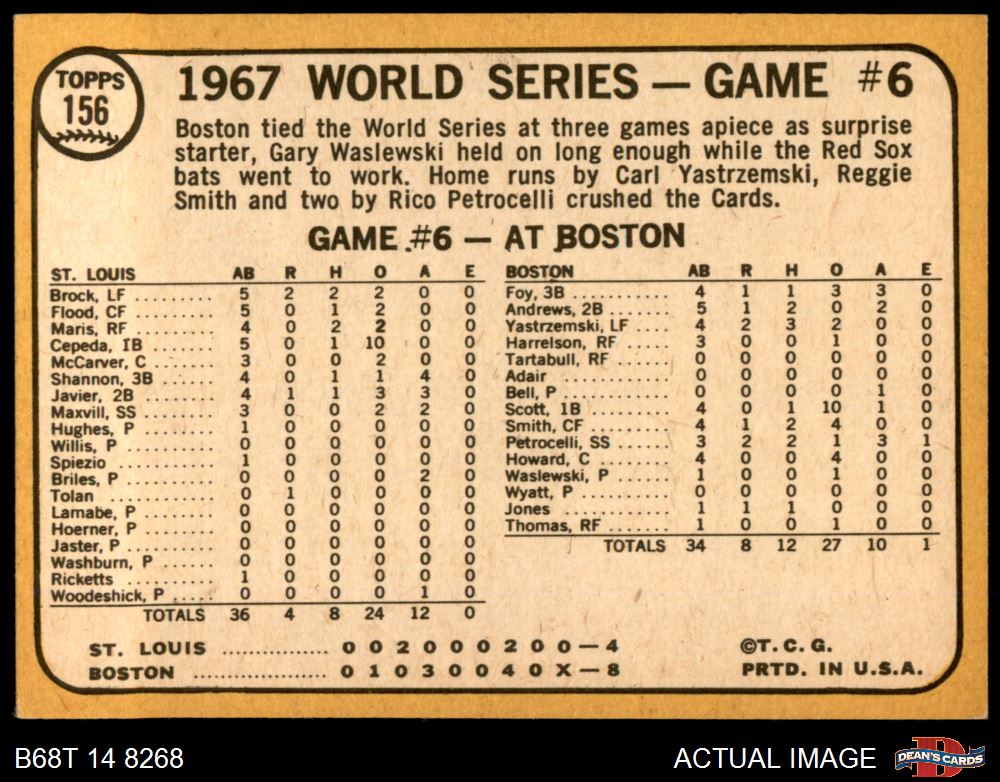 TOPPS
156
1967 WORLD SERIES — GAME #6
Boston tied the World Series at three games apiece as surprise
starter, Gary Waslewski held on long enough while the Red Sox
bats went to work. Home runs by Carl Yastrzemski, Reggie
Smith and two by Rico Petrocelli crushed the Cards.
GAME #6 — AT BOSTON
ST. LOUIS AB R H O A E
Brock, LF ......... 5 2 2 2 0 0
Flood, CF ......... 5 0 1 2 0 0
Maris, RF ......... 4 0 2 2 0 0
Cepeda, 1B ........ 5 0 1 10 0 0
McCarver, C ....... 3 0 0 2 0 0
Shannon, 3B ....... 4 0 1 1 4 0
Javier, 2B ........ 4 1 1 3 3 0
Maxvill, SS ....... 3 0 0 2 2 0
Hughes, P ......... 1 0 0 0 0 0
Willis, P ......... 0 0 0 0 0 0
Spiezio ........... 1 0 0 0 0 0
Briles, P ......... 0 0 0 0 2 0
Tolan ............. 0 1 0 0 0 0
Lamabe, P ......... 0 0 0 0 0 0
Hoerner, P ........ 0 0 0 0 0 0
Jaster, P ......... 0 0 0 0 0 0
Washburn, P ....... 0 0 0 0 0 0
Ricketts .......... 1 0 0 0 0 0
Woodeshick, P ..... 0 0 0 0 1 0
TOTALS 36 4 8 24 12 0
BOSTON AB R H O A E
Foy, 3B ........... 4 1 1 3 3 0
Andrews, 2B ....... 5 1 2 0 2 0
Yastrzemski, LF .... 4 2 3 2 0 0
Harrelson, RF ..... 3 0 0 1 0 0
Tartabull, RF ..... 0 0 0 0 0 0
Adair ............. 0 0 0 0 0 0
Bell, P ........... 0 0 0 0 1 0
Scott, 1B ......... 4 0 1 10 1 0
Smith, CF ......... 4 1 2 4 0 0
Petrocelli, SS .... 3 2 2 1 3 1
Howard, C ......... 4 0 0 4 0 0
Waslewski, P ...... 1 0 0 1 0 0
Wyatt, P .......... 0 0 0 0 0 0
Jones ............. 1 1 1 0 0 0
Thomas, RF ........ 1 0 0 1 0 0
TOTALS 34 8 12 27 10 1
ST. LOUIS ............... 0 0 2 0 0 0 2 0 0 — 4
BOSTON .................. 0 1 0 3 0 0 4 0 X — 8
©T.C.G.
PRTD. IN U.S.A.
B68T 14 8268
ACTUAL IMAGE
D
DEAN'S CARDS